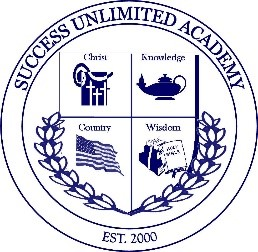 SUCCESS UNLIMITED ACADEMY
Christ Knowledge
Country Wisdom
EST. 2000